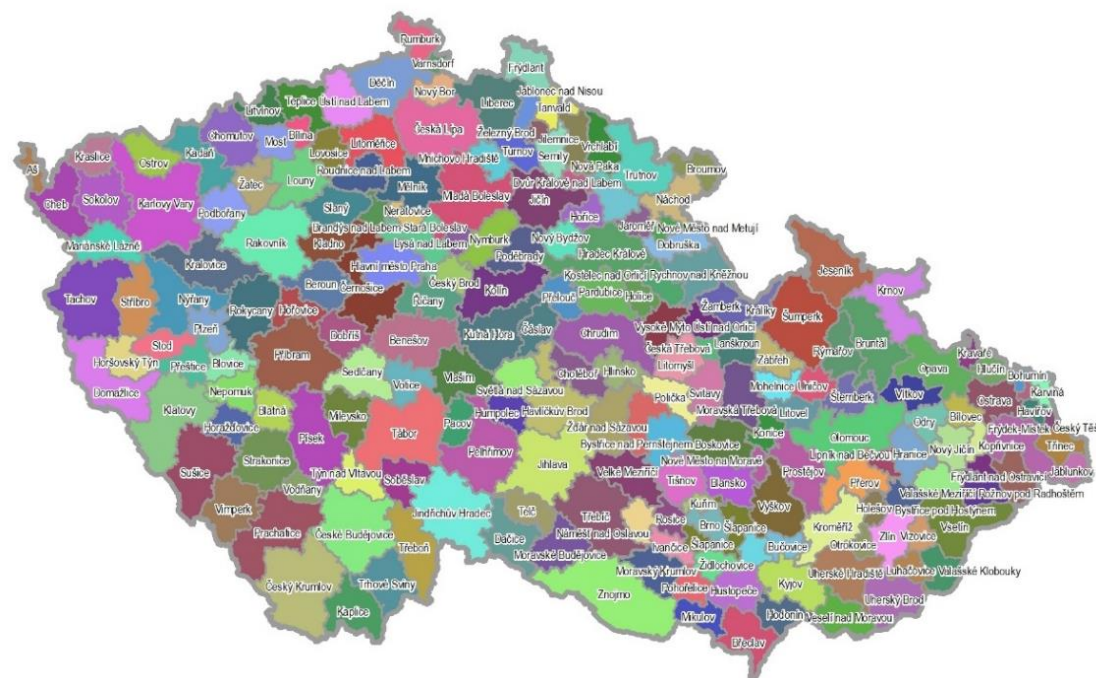 Rumburk
Varnsdorf
Frýdlant
Děčín
Nový Bor
Liberec
Jablonec nad Nisou
Tanvald
Litvínov
Teplice
Ústí nad Labem
Česká Lípa
Železný Brod
Jilemnice
Vrchlabí
Chomutov
Most
Bílina
Litoměřice
Lovosice
Turnov
Semily
Mnichovo Hradiště
Nová Paka
Trutnov
Broumov
Kraslice
Ostrov
Kadaň
Aš
Roudnice nad Labem
Louny
Žatec
Mělník
Mladá Boleslav
Jičín
Dvůr Králové nad Labem
Náchod
Cheb
Sokolov
Karlovy Vary
Podbořany
Slaný
Neratovice
Hořice
Jaroměř
Nové Město nad Metují
Brandýs nad Labem-Stará Boleslav
Rakovník
Kladno
Lysá nad Labem
Nymburk
Nový Bydžov
Dobruška
Mariánské Lázně
Kralovice
Hlavní město Praha
Poděbrady
Hradec Králové
Jeseník
Tachov
Stříbro
Nýřany
Beroun
Černošice
Český Brod
Kolín
Kostelec nad Orlicí
Rychnov nad Kněžnou
Krnov
Rokycany
Hořovice
Říčany
Přelouč
Pardubice
Holice
Žamberk
Králíky
Šumperk
Plzeň
Stod
Dobříš
Benešov
Kutná Hora
Čáslav
Chrudim
Vysoké Mýto
Ústí nad Orlicí
Česká Třebová
Lanškroun
Rýmařov
Bruntál
Kravaře
Horšovský Týn
Přeštice
Blovice
Příbram
Sedlčany
Vlašim
Hlinsko
Litomyšl
Zábřeh
Opava
Hlučín
Bohumín
Karviná
Domažlice
Klatovy
Nepomuk
Votice
Světlá nad Sázavou
Chotěboř
Polička
Svitavy
Mohelnice
Uničov
Šternberk
Vítkov
Ostrava
Havířov
Blatná
Milevsko
Tábor
Pacov
Humpolec
Havlíčkův Brod
Žďár nad Sázavou
Moravská Třebová
Litovel
Bílovec
Frýdek-Místek
Český Těšín
Horažďovice
Písek
Pelhřimov
Bystřice nad Pernštejnem
Boskovice
Konice
Olomouc
Odry
Nový Jičín
Kopřivnice
Třinec
Sušice
Strakonice
Jihlava
Nové Město na Moravě
Lipník nad Bečvou
Hranice
Frýdlant nad Ostravicí
Jablunkov
Týn nad Vltavou
Soběslav
Velké Meziříčí
Tišnov
Blansko
Prostějov
Přerov
Valašské Meziříčí
Rožnov pod Radhoštěm
Vodňany
Vimperk
Prachatice
Jindřichův Hradec
Telč
Třebíč
Kuřim
Vyškov
Holešov
Bystřice pod Hostýnem
České Budějovice
Třeboň
Dačice
Náměšť nad Oslavou
Rosice
Brno
Šlapanice
Kroměříž
Otrokovice
Zlín
Vizovice
Vsetín
Moravské Budějovice
Ivančice
Šlapanice
Bučovice
Židlochovice
Moravský Krumlov
Uherské Hradiště
Luhačovice
Valašské Klobouky
Český Krumlov
Trhové Sviny
Kaplice
Znojmo
Pohořelice
Hustopeče
Kyjov
Uherský Brod
Mikulov
Hodonín
Veselí nad Moravou
Břeclav